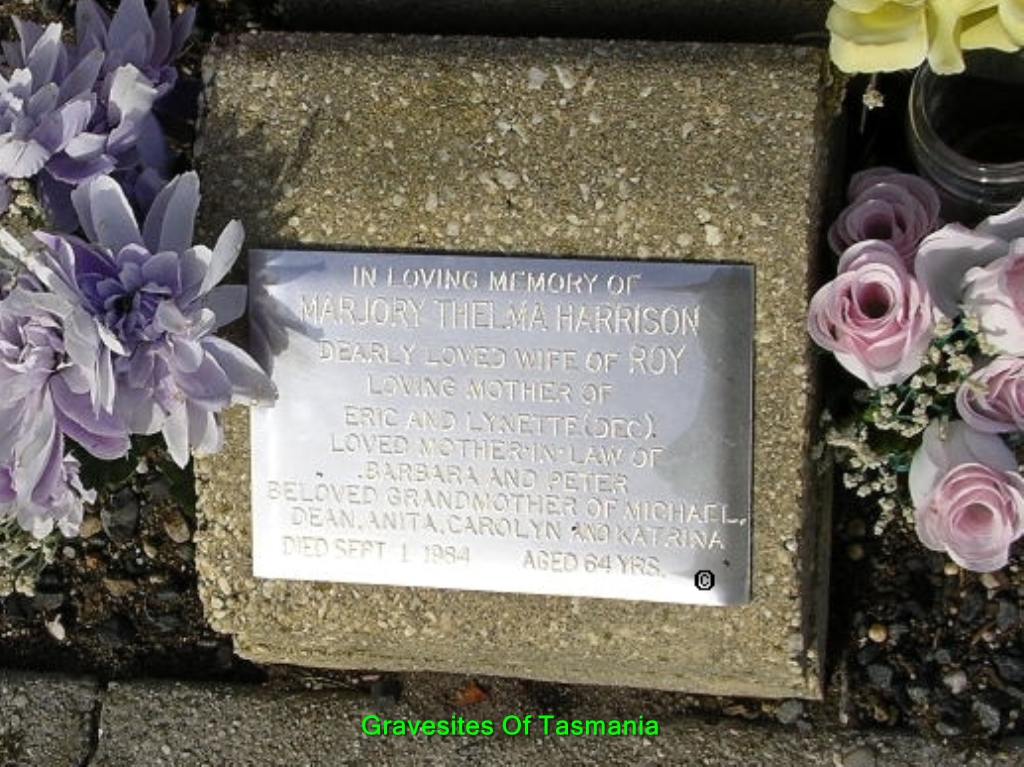 IN LOVING MEMORY OF
MARJORY THELMA HARRISON
DEARLY LOVED WIFE OF ROY
LOVING MOTHER OF
ERIC AND LYNETTE (DEC).
LOVED MOTHER-IN-LAW OF
BARBARA AND PETER
BELOVED GRANDMOTHER OF MICHAEL,
DEAN, ANITA, CAROLYN AND KATRINA
DIED SEPT 1 1984 AGED 64 YRS.
©
Gravesites Of Tasmania